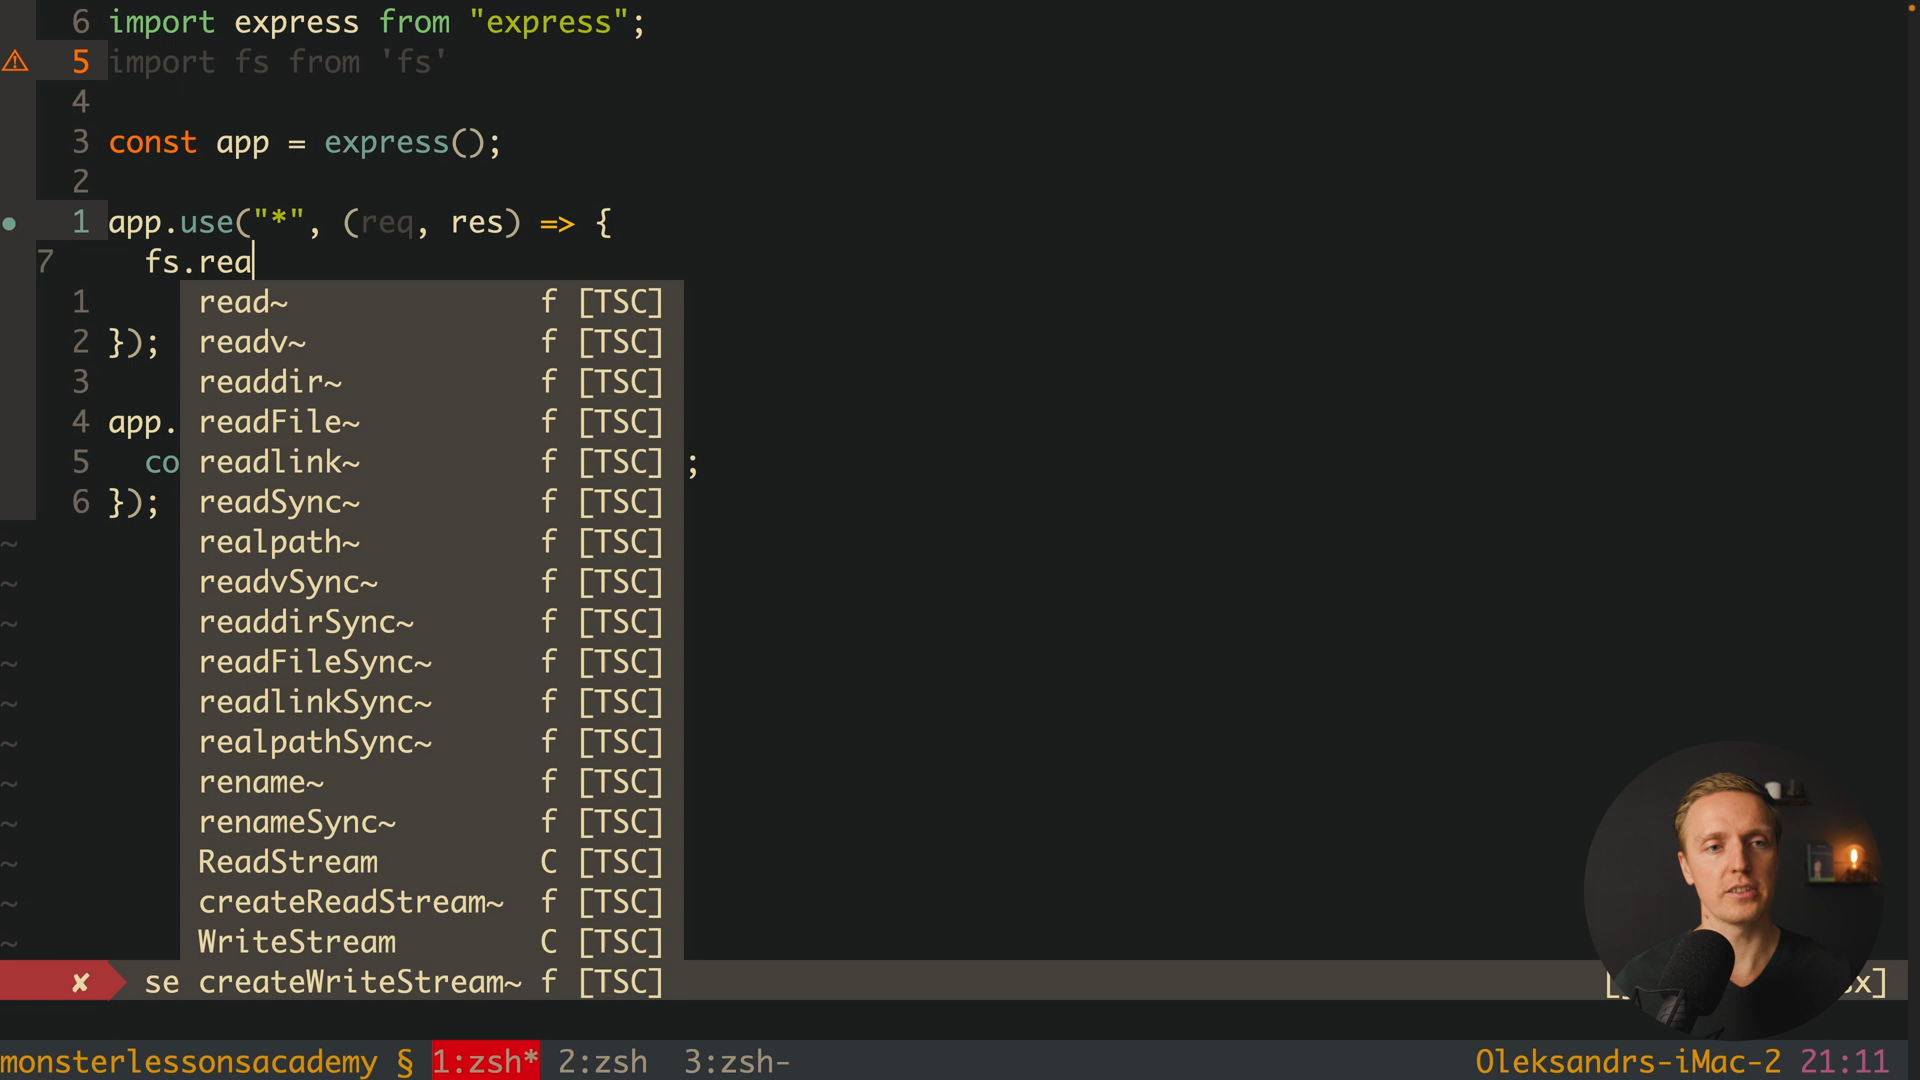 6 import express from "express";
5 import fs from 'fs'
4
3 const app = express();
2
1 app.use("*", (req, res) => {
7 fs.rea
1 read~ f [TSC]
2 }); readv~ f [TSC]
3 readdir~ f [TSC]
4 app. readFile~ f [TSC]
5 co readlink~ f [TSC] ;
6 }); readSync~ f [TSC]
~ realpath~ f [TSC]
~ readvSync~ f [TSC]
~ readdirSync~ f [TSC]
~ readFileSync~ f [TSC]
~ readlinkSync~ f [TSC]
~ realpathSync~ f [TSC]
~ rename~ f [TSC]
~ renameSync~ f [TSC]
~ ReadStream C [TSC]
~ createReadStream~ f [TSC]
~ WriteStream C [TSC]
✘ se createWriteStream~ f [TSC]
monsterlessonsacademy § 1:zsh* 2:zsh 3:zsh- Oleksandrs-iMac-2 21:11